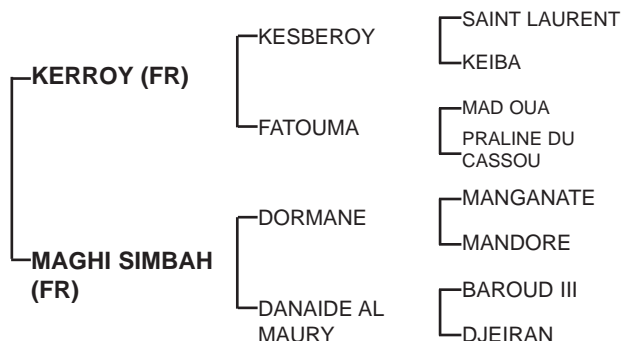 KERROY (FR)
KESBEROY
SAINT LAURENT
KEIBA
FATOUMA
MAD OUA
PRALINE DU
CASSOU
MAGHI SIMBAH
(FR)
DORMANE
MANGANATE
MANDORE
DANAIDE AL
MAURY
BAROUD III
DJEIRAN